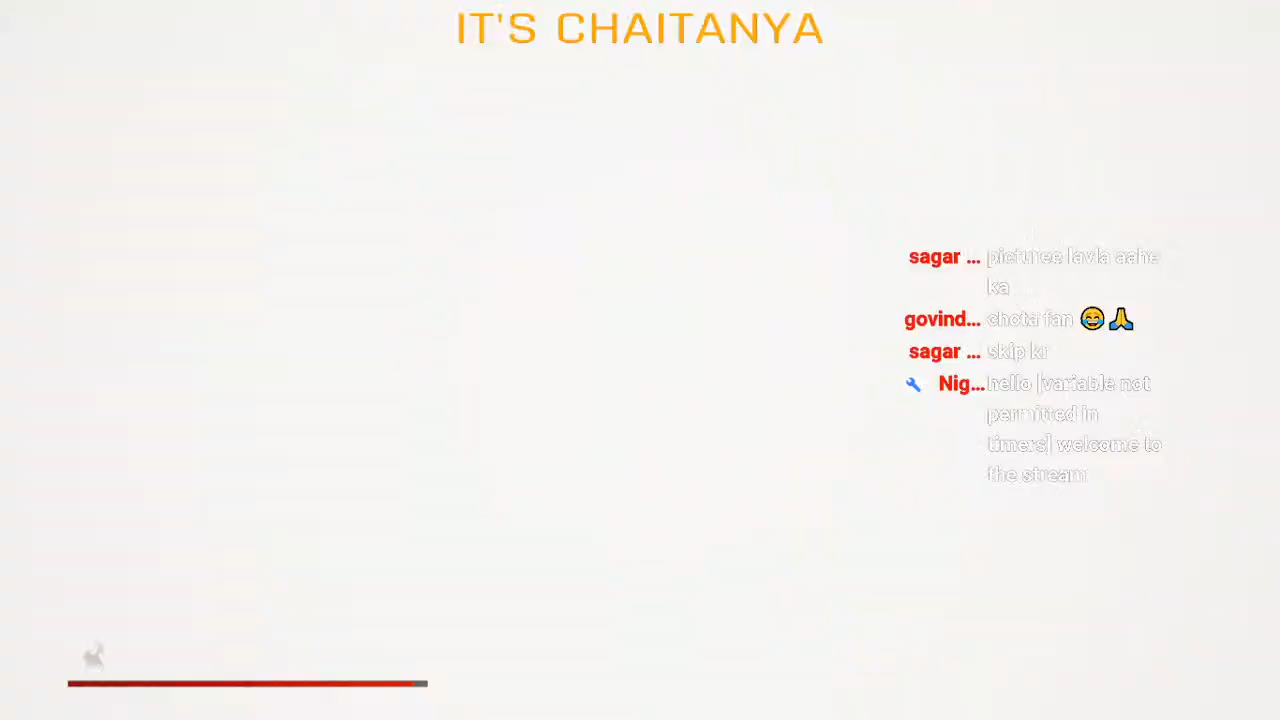 IT'S CHAITANYA
sagar ... picturee lavla aahe
ka
govind... chota fan 😂🙏
sagar ... skip kr
Nig... hello [variable not
permitted in
timers] welcome to
the stream